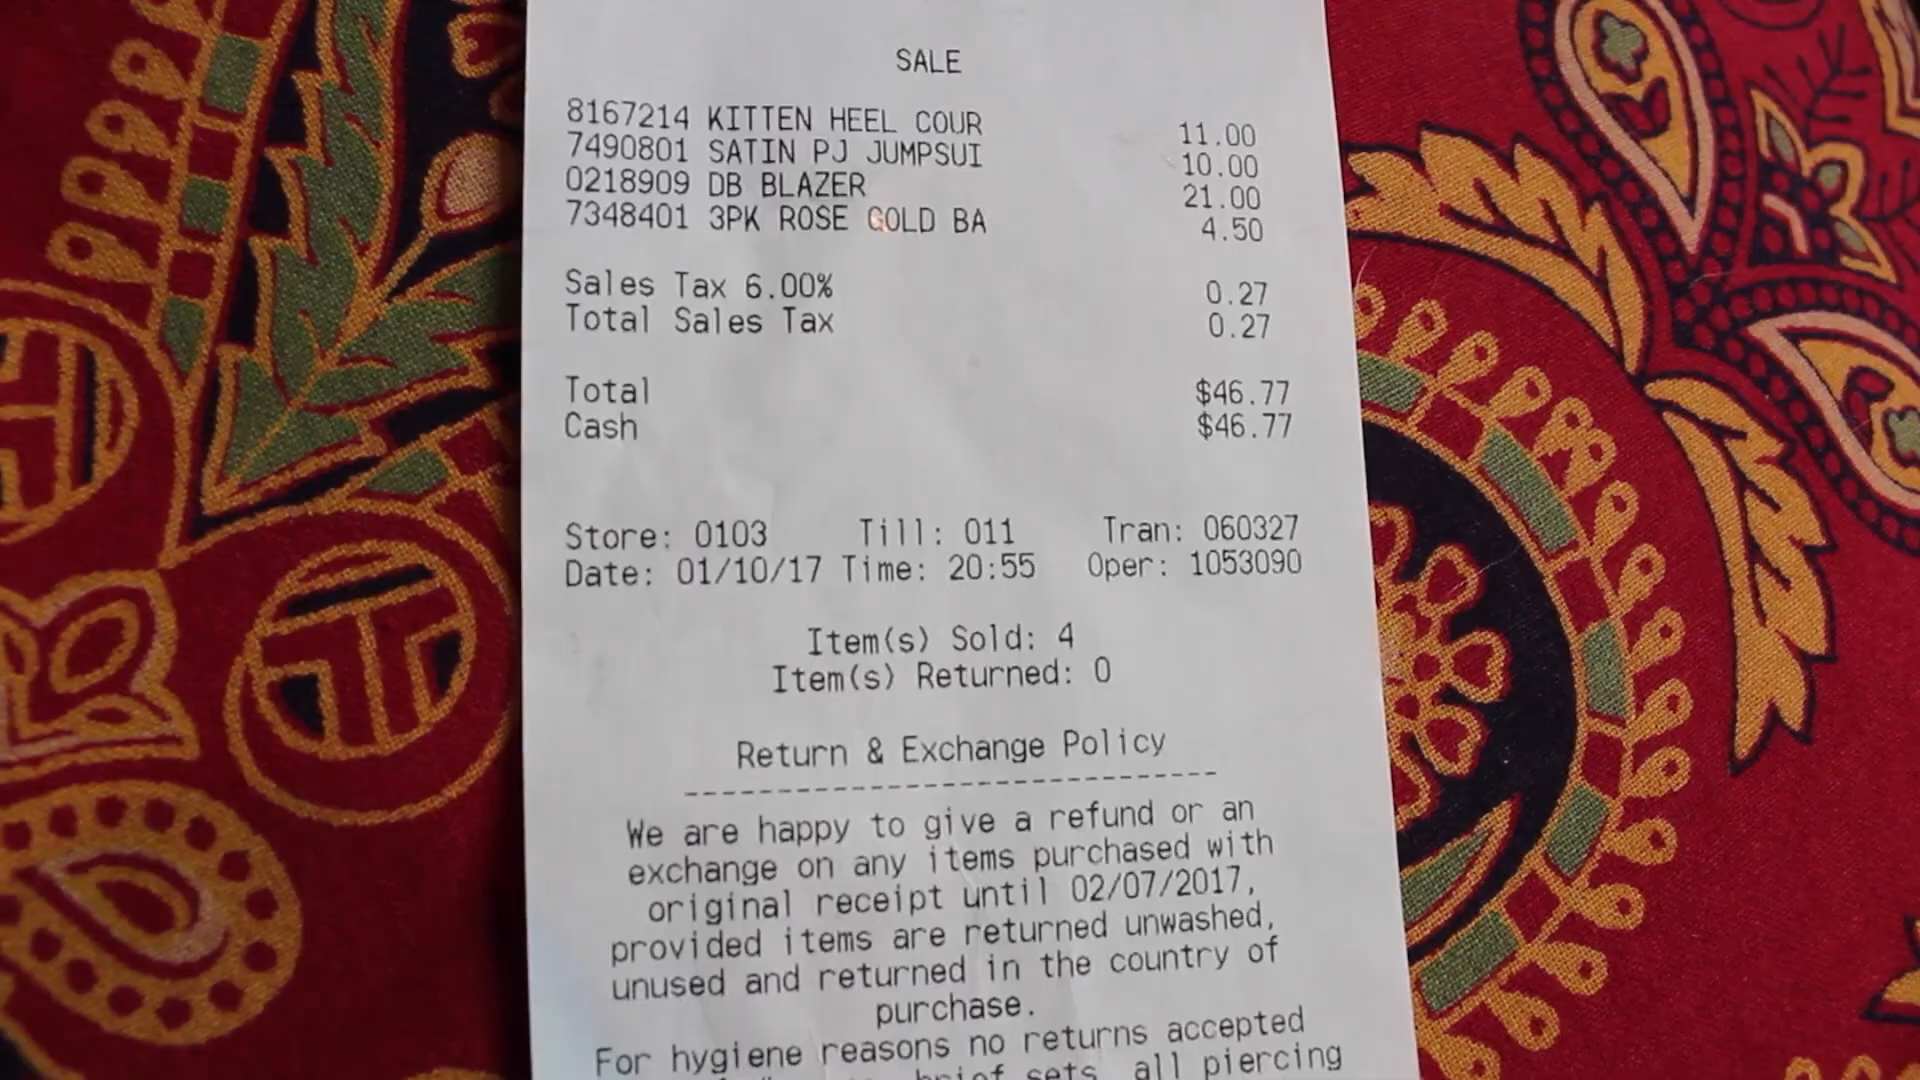 SALE
8167214 KITTEN HEEL COUR 11.00
7490801 SATIN PJ JUMPSUI 10.00
0218909 DB BLAZER 21.00
7348401 3PK ROSE GOLD BA 4.50
Sales Tax 6.00% 0.27
Total Sales Tax 0.27
Total $46.77
Cash $46.77
Store: 0103 Till: 011 Tran: 060327
Date: 01/10/17 Time: 20:55 Oper: 1053090
Item(s) Sold: 4
Item(s) Returned: 0
Return & Exchange Policy
--------------------------------
We are happy to give a refund or an
exchange on any items purchased with
original receipt until 02/07/2017,
provided items are returned unwashed,
unused and returned in the country of
purchase.
For hygiene reasons no returns accepted
brief sets, all piercing